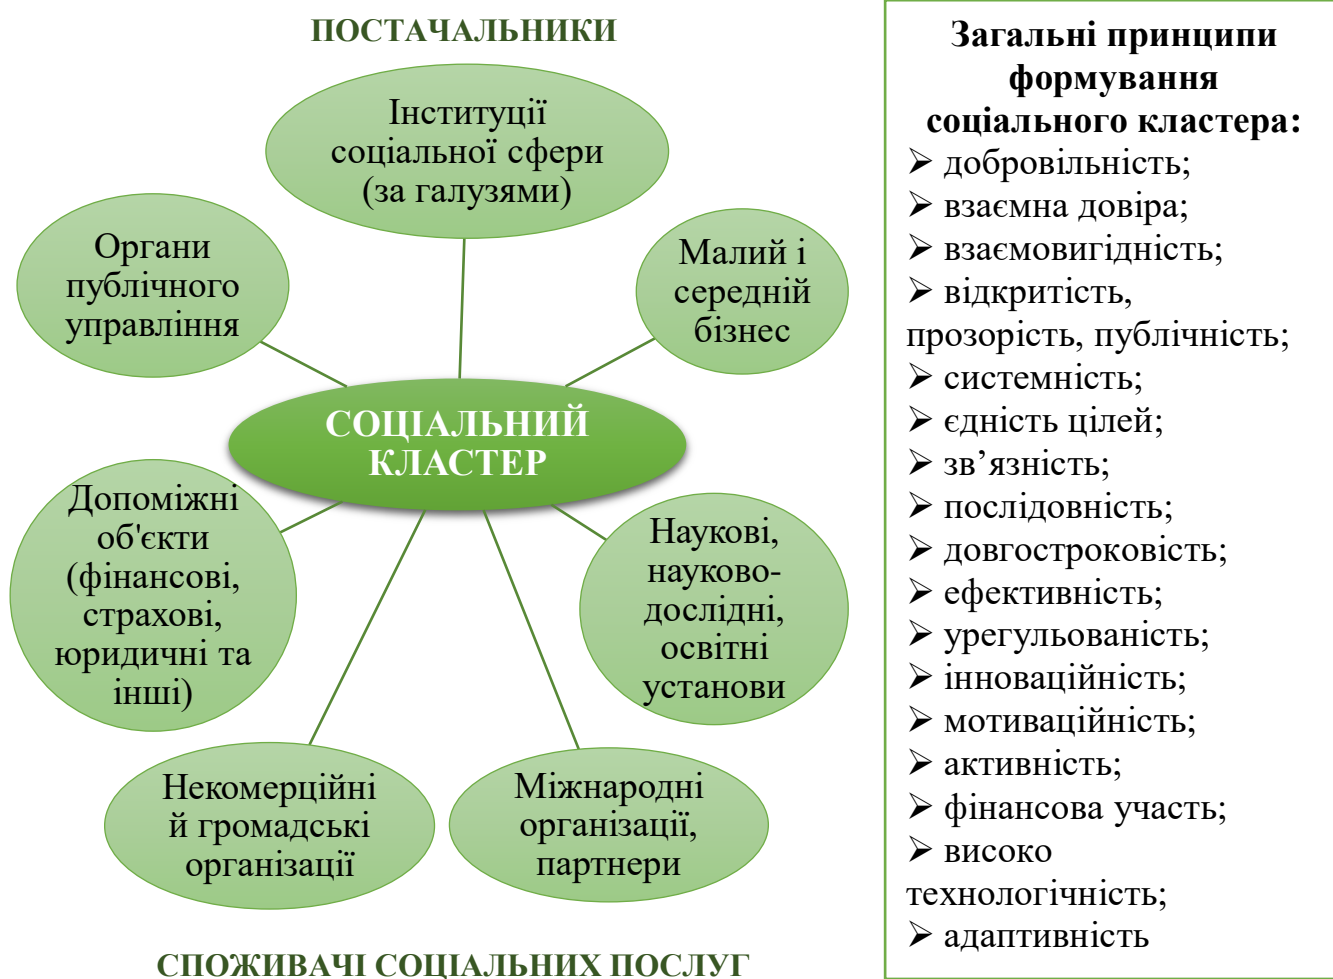 ПОСТАЧАЛЬНИКИ
Інституції
соціальної сфери
(за галузями)
Органи
публічного
управління
Малий і
середній
бізнес
СОЦІАЛЬНИЙ
КЛАСТЕР
Допоміжні
об'єкти
(фінансові,
страхові,
юридичні та
інші)
Наукові,
науково-
дослідні,
освітні
установи
Некомерційні
й громадські
організації
Міжнародні
організації,
партнери
СПОЖИВАЧІ СОЦІАЛЬНИХ ПОСЛУГ
Загальні принципи
формування
соціального кластера:
➢ добровільність;
➢ взаємна довіра;
➢ взаємовигідність;
➢ відкритість,
прозорість, публічність;
➢ системність;
➢ єдність цілей;
➢ зв’язність;
➢ послідовність;
➢ довгостроковість;
➢ ефективність;
➢ урегульованість;
➢ інноваційність;
➢ мотиваційність;
➢ активність;
➢ фінансова участь;
➢ високо
технологічність;
➢ адаптивність